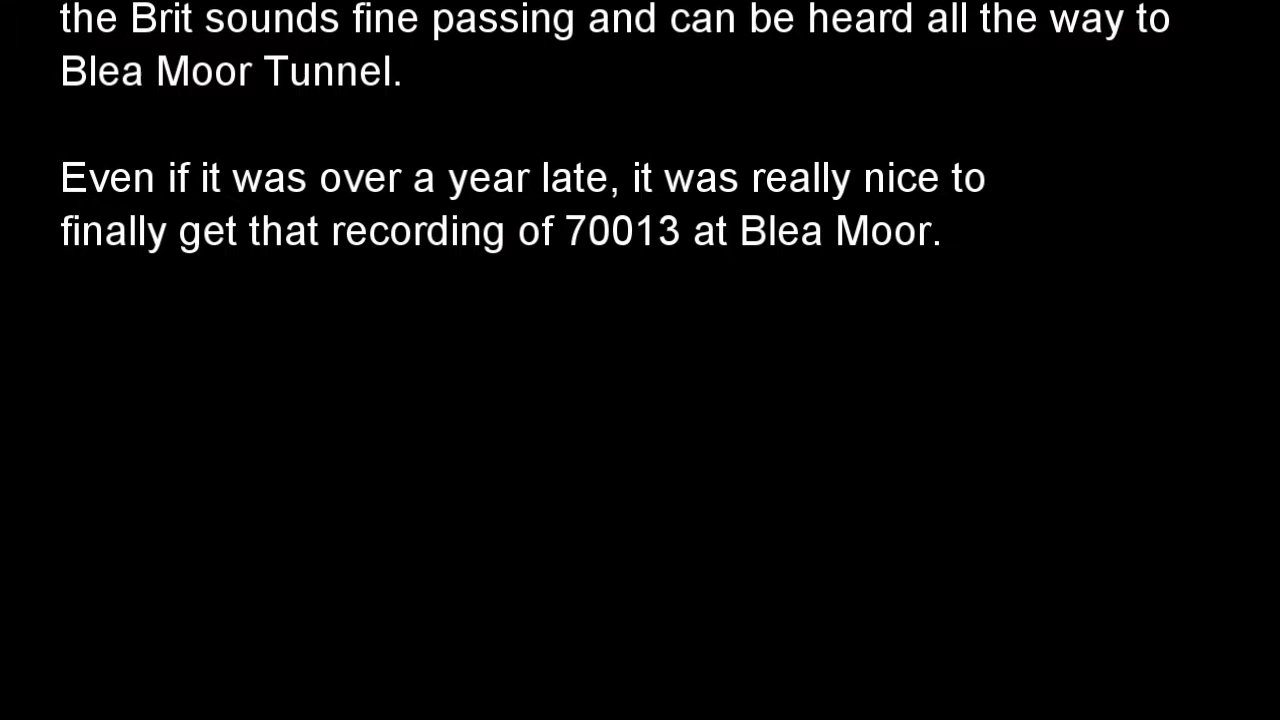 the Brit sounds fine passing and can be heard all the way to
Blea Moor Tunnel.
Even if it was over a year late, it was really nice to
finally get that recording of 70013 at Blea Moor.